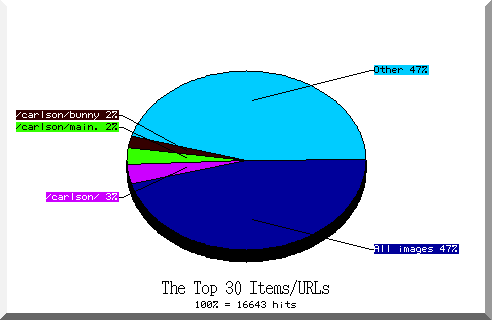 Other 47%
/carlson/bunny 2%
/carlson/main. 2%
/carlson/ 3%
All images 47%
The Top 30 Items/URLs
100% = 16643 hits